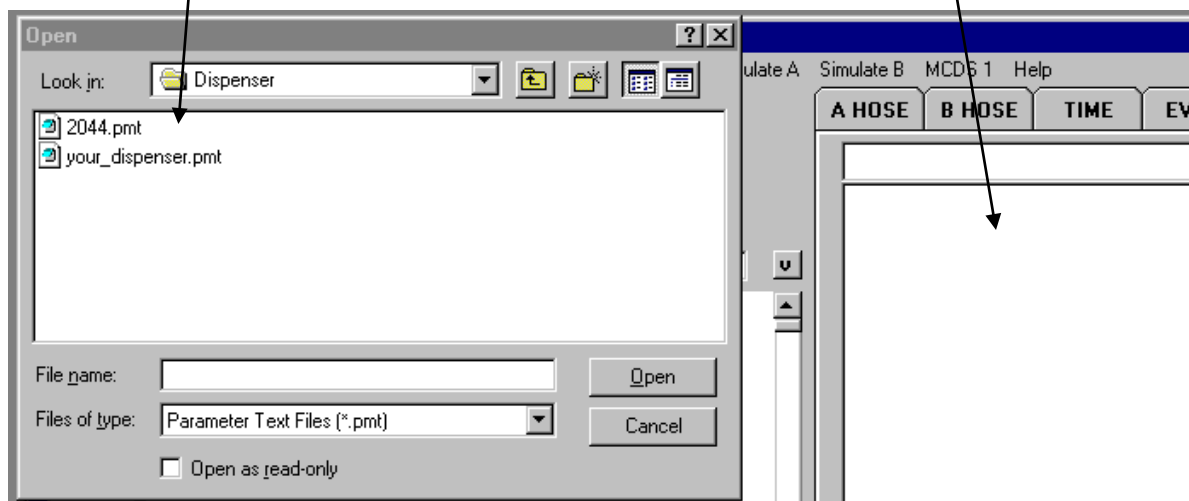 Open
Look in: Dispenser
2044.pmt
your_dispenser.pmt
File name:
Open
Files of type: Parameter Text Files (*.pmt)
Cancel
Open as read-only
ulate A Simulate B MCDS 1 Help
A HOSE B HOSE TIME EV
v